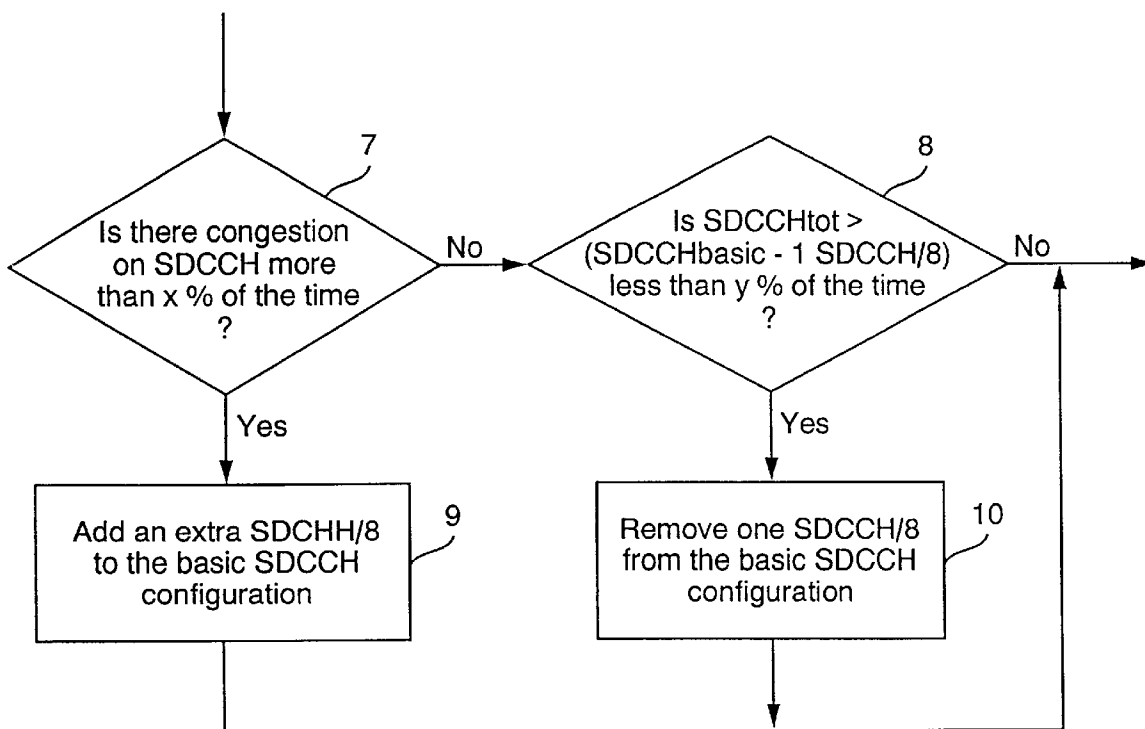 7
Is there congestion
on SDCCH more
than x % of the time
?
No
Yes
8
Is SDCCHtot >
(SDCCHbasic - 1 SDCCH/8)
less than y % of the time
?
No
Yes
Add an extra SDCHH/8
to the basic SDCCH
configuration
9
Remove one SDCCH/8
from the basic SDCCH
configuration
10